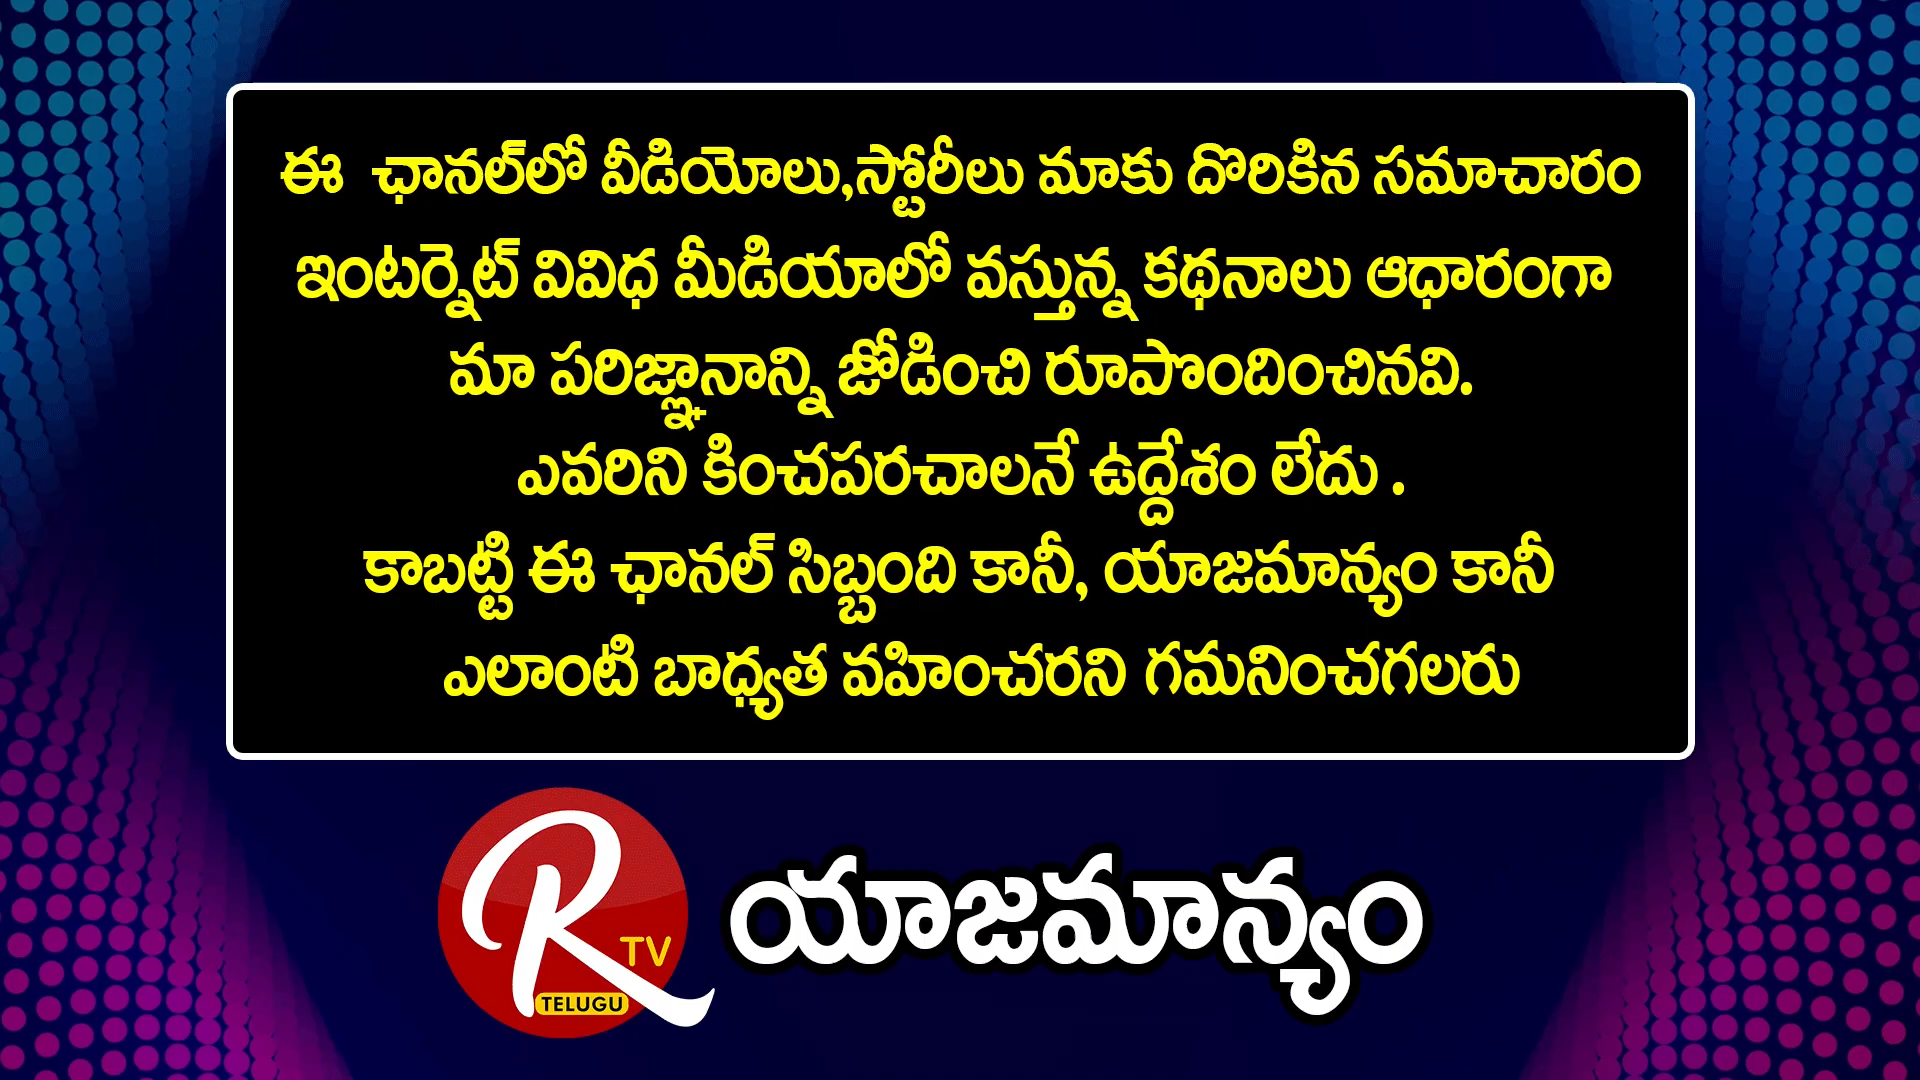 ఈ ఛానల్‌లో వీడియోలు,స్టోరీలు మాకు దొరికిన సమాచారం
ఇంటర్నెట్ వివిధ మీడియాలో వస్తున్న కథనాలు ఆధారంగా
మా పరిజ్ఞానాన్ని జోడించి రూపొందించినవి.
ఎవరిని కించపరచాలనే ఉద్దేశం లేదు .
కాబట్టి ఈ ఛానల్ సిబ్బంది కానీ, యాజమాన్యం కానీ
ఎలాంటి బాధ్యత వహించరని గమనించగలరు
R TV
TELUGU
యాజమాన్యం